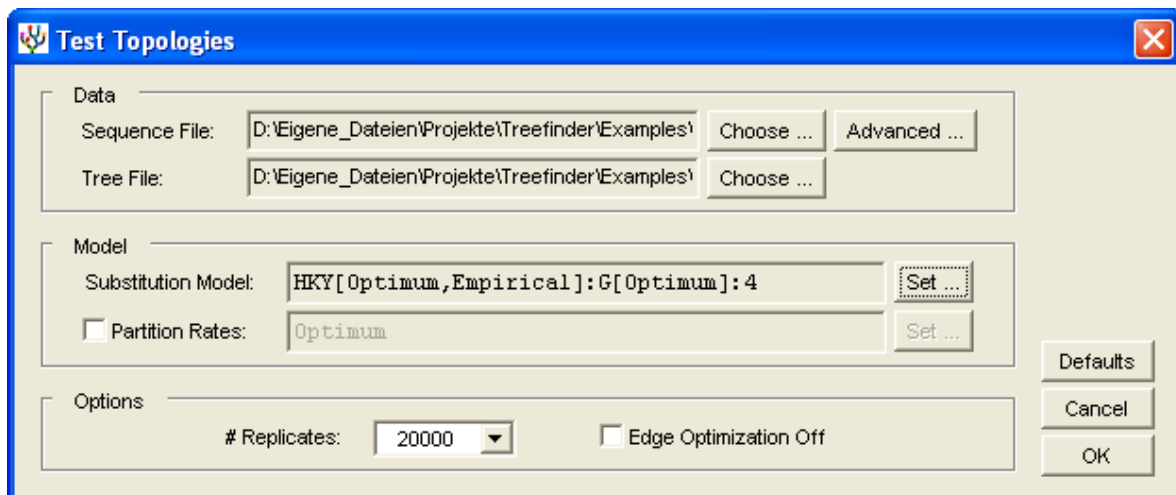 Test Topologies
Data
Sequence File: D:\Eigene_Dateien\Projekte\Treefinder\Examples\ Choose ... Advanced ...
Tree File: D:\Eigene_Dateien\Projekte\Treefinder\Examples\ Choose ...
Model
Substitution Model: HKY[Optimum,Empirical]:G[Optimum]:4 Set ...
Partition Rates: Optimum Set ...
Defaults
Options
Cancel
# Replicates: 20000 Edge Optimization Off
OK